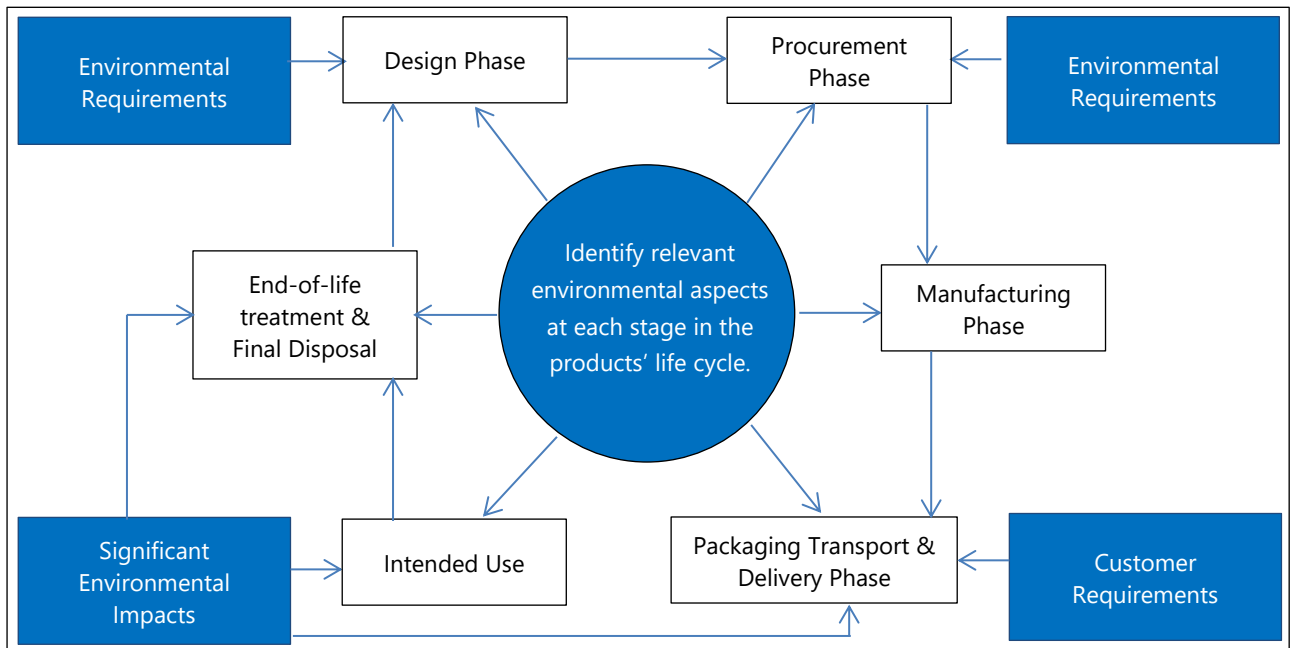 Environmental
Requirements
Design Phase
Procurement
Phase
Environmental
Requirements
Identify relevant
environmental aspects
at each stage in the
products’ life cycle.
End-of-life
treatment &
Final Disposal
Manufacturing
Phase
Significant
Environmental
Impacts
Intended Use
Packaging Transport &
Delivery Phase
Customer
Requirements